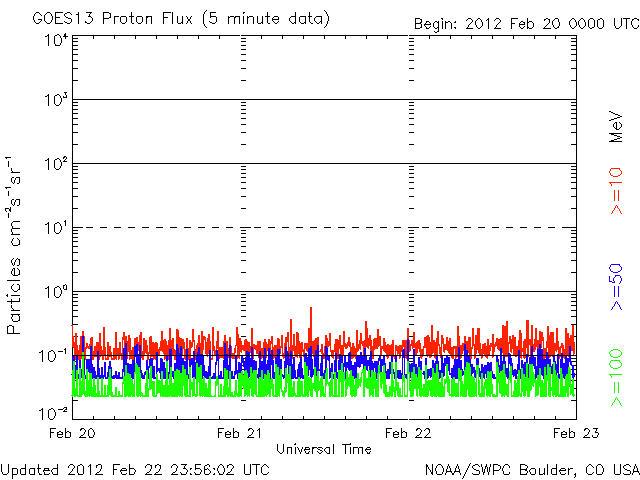 GOES13 Proton Flux (5 minute data)
Begin: 2012 Feb 20 0000 UTC
10⁴
10³
10²
10¹
10⁰
10⁻¹
10⁻²
Particles cm⁻²s⁻¹sr⁻¹
MeV
>=10
>=50
>=100
Feb 20
Feb 21
Feb 22
Feb 23
Universal Time
Updated 2012 Feb 22 23:56:02 UTC
NOAA/SWPC Boulder, CO USA